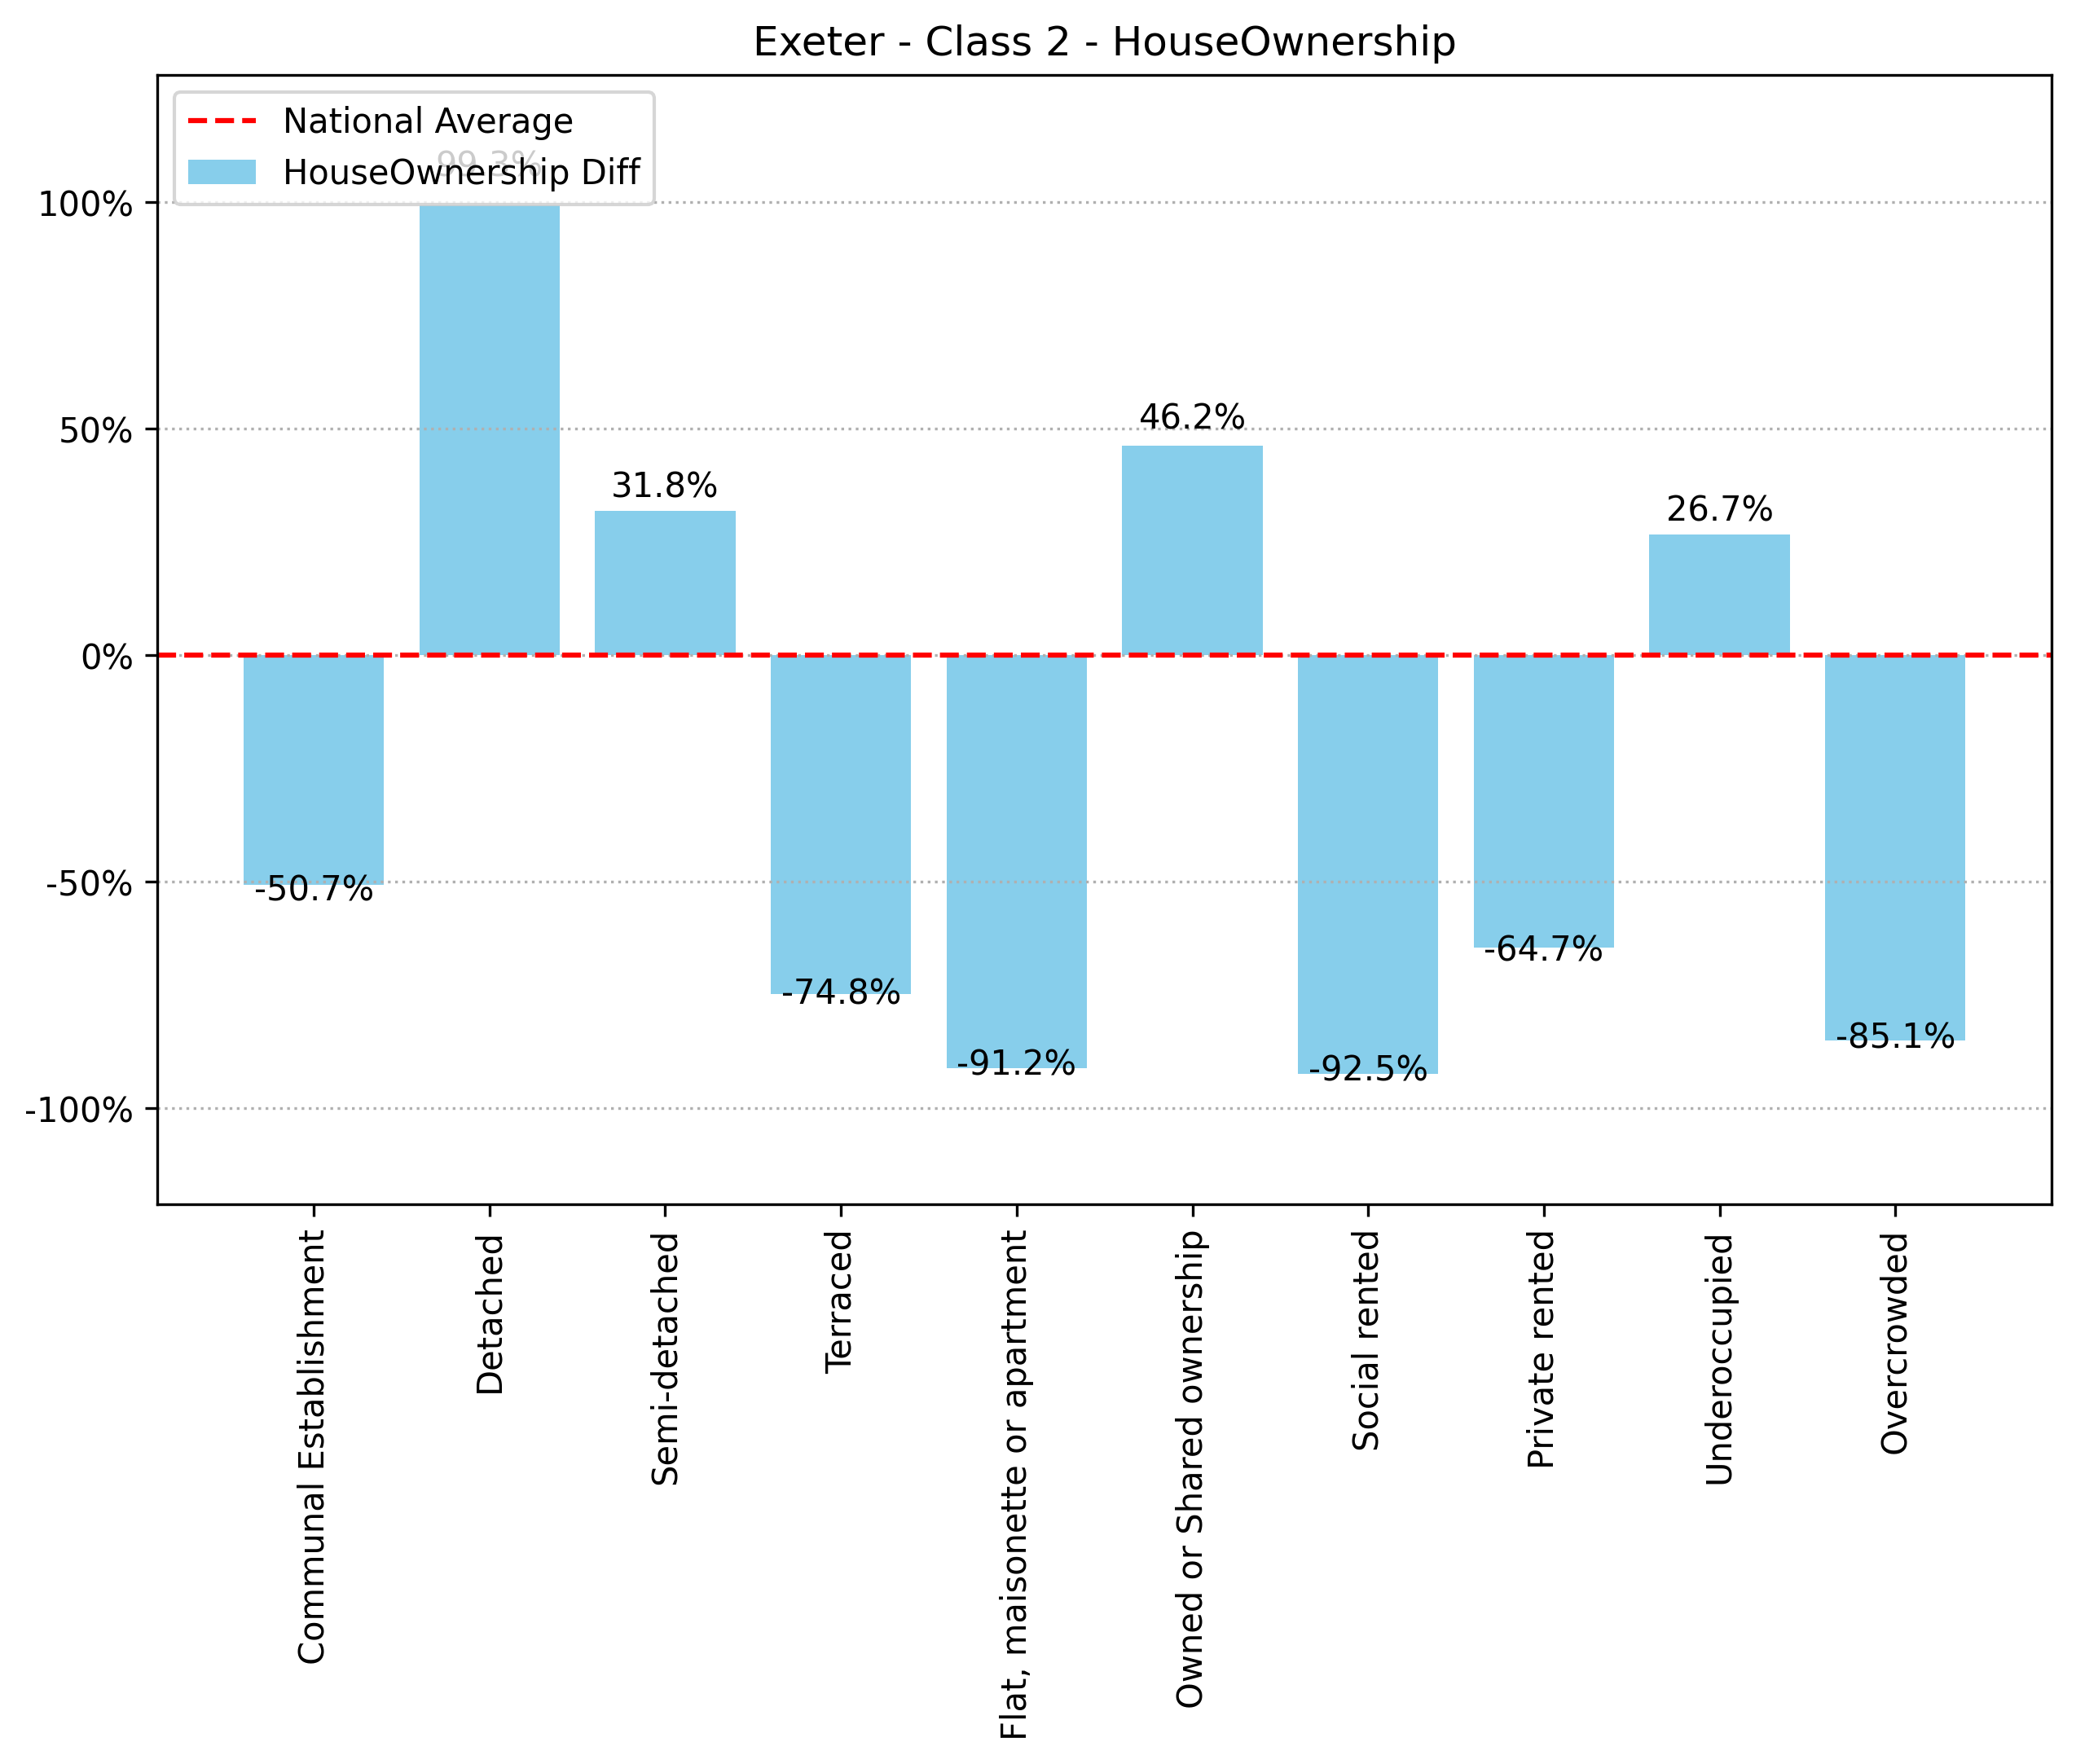 Exeter - Class 2 - HouseOwnership
National Average
HouseOwnership Diff
99.3%
100%
50%
0%
-50%
-100%
46.2%
31.8%
26.7%
-50.7%
-64.7%
-74.8%
-85.1%
-91.2%
-92.5%
Communal Establishment
Detached
Semi-detached
Terraced
Flat, maisonette or apartment
Owned or Shared ownership
Social rented
Private rented
Underoccupied
Overcrowded